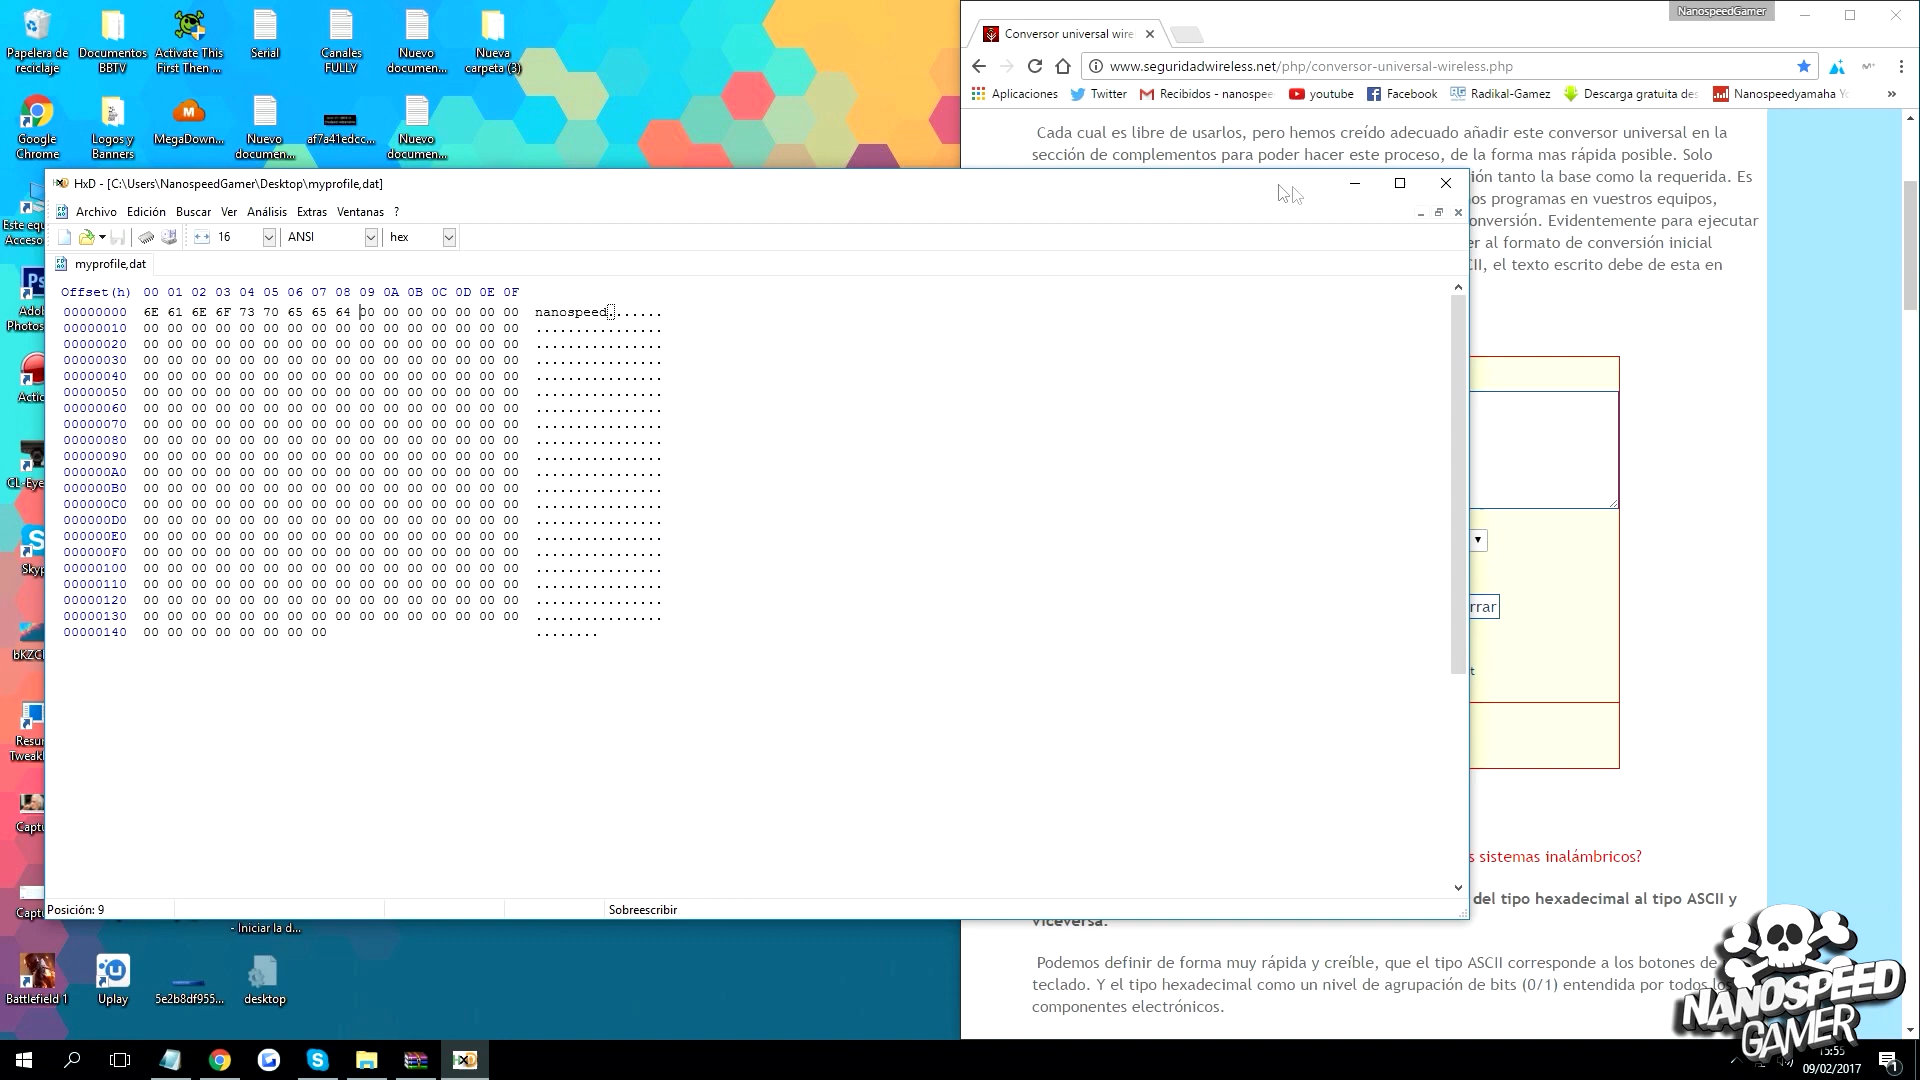 Papelera de reciclaje
Documentos BBTV
Activate This First Then ...
Serial
Canales FULLY
Nuevo documen...
Nueva carpeta (3)
Google Chrome
Logos y Banners
MegaDown...
Nuevo documen...
af7a41edcc...
Nuevo documen...
NanospeedGamer
Conversor universal wire
www.seguridadwireless.net/php/conversor-universal-wireless.php
Aplicaciones
Twitter
Recibidos - nanospee
youtube
Facebook
Radikal-Gamez
Descarga gratuita de
Nanospeedyamaha Yo
»
Cada cual es libre de usarlos, pero hemos creído adecuado añadir este conversor universal en la
sección de complementos para poder hacer este proceso, de la forma mas rápida posible. Solo
ión tanto la base como la requerida. Es
os programas en vuestros equipos,
onversión. Evidentemente para ejecutar
er al formato de conversión inicial
CII, el texto escrito debe de esta en
HxD - [C:\Users\NanospeedGamer\Desktop\myprofile,dat]
Archivo Edición Buscar Ver Análisis Extras Ventanas ?
16 ANSI hex
myprofile,dat
Offset(h) 00 01 02 03 04 05 06 07 08 09 0A 0B 0C 0D 0E 0F
00000000 6E 61 6E 6F 73 70 65 65 64 00 00 00 00 00 00 00 nanospeed.......
00000010 00 00 00 00 00 00 00 00 00 00 00 00 00 00 00 00 ................
00000020 00 00 00 00 00 00 00 00 00 00 00 00 00 00 00 00 ................
00000030 00 00 00 00 00 00 00 00 00 00 00 00 00 00 00 00 ................
00000040 00 00 00 00 00 00 00 00 00 00 00 00 00 00 00 00 ................
00000050 00 00 00 00 00 00 00 00 00 00 00 00 00 00 00 00 ................
00000060 00 00 00 00 00 00 00 00 00 00 00 00 00 00 00 00 ................
00000070 00 00 00 00 00 00 00 00 00 00 00 00 00 00 00 00 ................
00000080 00 00 00 00 00 00 00 00 00 00 00 00 00 00 00 00 ................
00000090 00 00 00 00 00 00 00 00 00 00 00 00 00 00 00 00 ................
000000A0 00 00 00 00 00 00 00 00 00 00 00 00 00 00 00 00 ................
000000B0 00 00 00 00 00 00 00 00 00 00 00 00 00 00 00 00 ................
000000C0 00 00 00 00 00 00 00 00 00 00 00 00 00 00 00 00 ................
000000D0 00 00 00 00 00 00 00 00 00 00 00 00 00 00 00 00 ................
000000E0 00 00 00 00 00 00 00 00 00 00 00 00 00 00 00 00 ................
000000F0 00 00 00 00 00 00 00 00 00 00 00 00 00 00 00 00 ................
00000100 00 00 00 00 00 00 00 00 00 00 00 00 00 00 00 00 ................
00000110 00 00 00 00 00 00 00 00 00 00 00 00 00 00 00 00 ................
00000120 00 00 00 00 00 00 00 00 00 00 00 00 00 00 00 00 ................
00000130 00 00 00 00 00 00 00 00 00 00 00 00 00 00 00 00 ................
00000140 00 00 00 00 00 00 00 00 ........
Posición: 9
Sobreescribir
Este equ
Acceso
Ps
Adob
Photos
Actio
CL-Eye
Skyp
bKZC
Resur
Tweak
Captu
Captu
rrar
t
s sistemas inalámbricos?
del tipo hexadecimal al tipo ASCII y
viceversa.
Podemos definir de forma muy rápida y creíble, que el tipo ASCII corresponde a los botones de
teclado. Y el tipo hexadecimal como un nivel de agrupación de bits (0/1) entendida por todos los
componentes electrónicos.
- Iniciar la d...
Battlefield 1
Uplay
5e2b8df955...
desktop
NANOSPEED
GAMER
15:55
09/02/2017
1